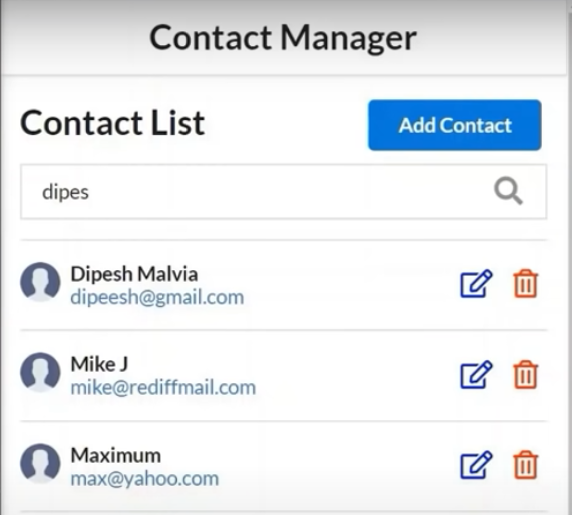 Contact Manager
Contact List
Add Contact
dipes
Dipesh Malvia
dipeesh@gmail.com
Mike J
mike@rediffmail.com
Maximum
max@yahoo.com